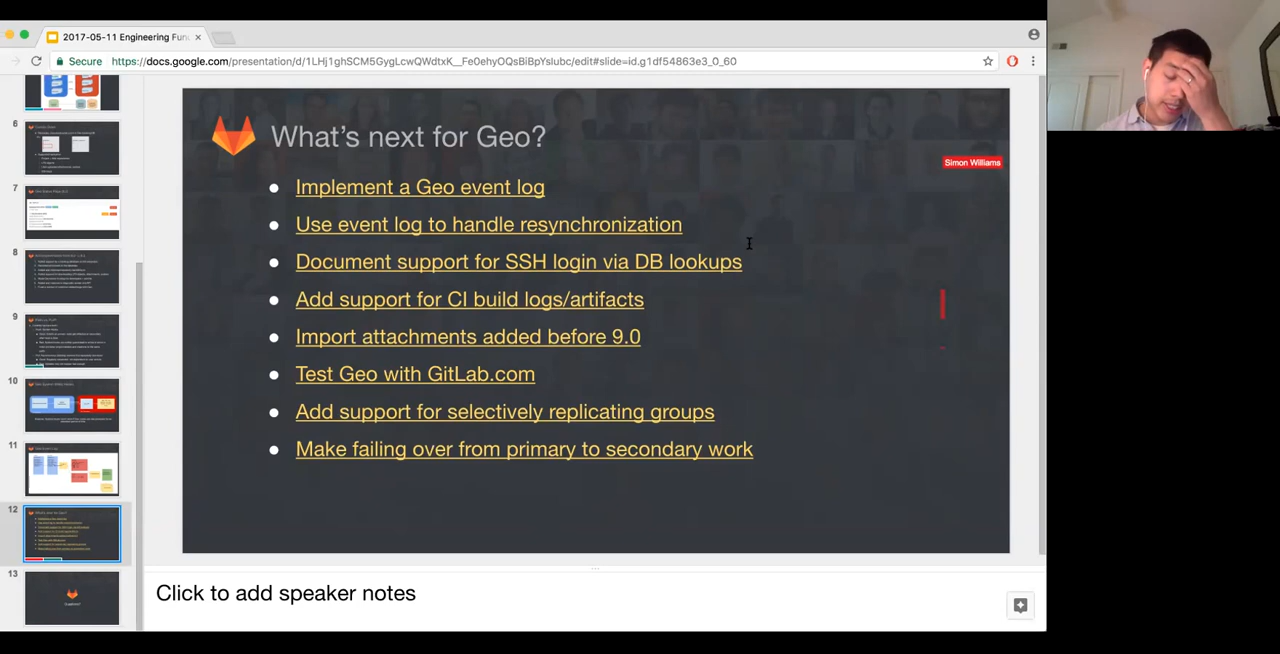 2017-05-11 Engineering Fun
Secure
https://docs.google.com/presentation/d/1LHj1ghSCM5GygLcwQWdtxK__Fe0ehyOQsBiBpYslubc/edit#slide=id.g1df54863e3_0_60
6
7
8
9
10
11
12
13
What's next for Geo?
Simon Williams
Implement a Geo event log
Use event log to handle resynchronization
Document support for SSH login via DB lookups
Add support for CI build logs/artifacts
Import attachments added before 9.0
Test Geo with GitLab.com
Add support for selectively replicating groups
Make failing over from primary to secondary work
Click to add speaker notes